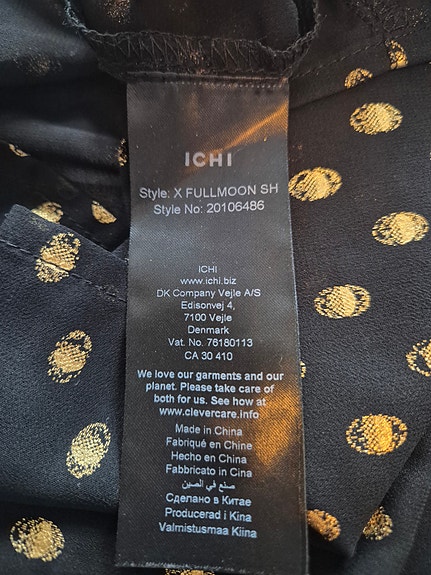 ICHI
Style: X FULLMOON SH
Style No: 20106486
ICHI
www.ichi.biz
DK Company Vejle A/S
Edisonvej 4,
7100 Vejle
Denmark
Vat. No. 76180113
CA 30 410
We love our garments and our
planet. Please take care of
both for us. See how at
www.clevercare.info
Made in China
Fabriqué en Chine
Hecho en China
Fabbricato in Cina
صنع في الصين
Сделано в Китае
Producerad i Kina
Valmistusmaa Kiina